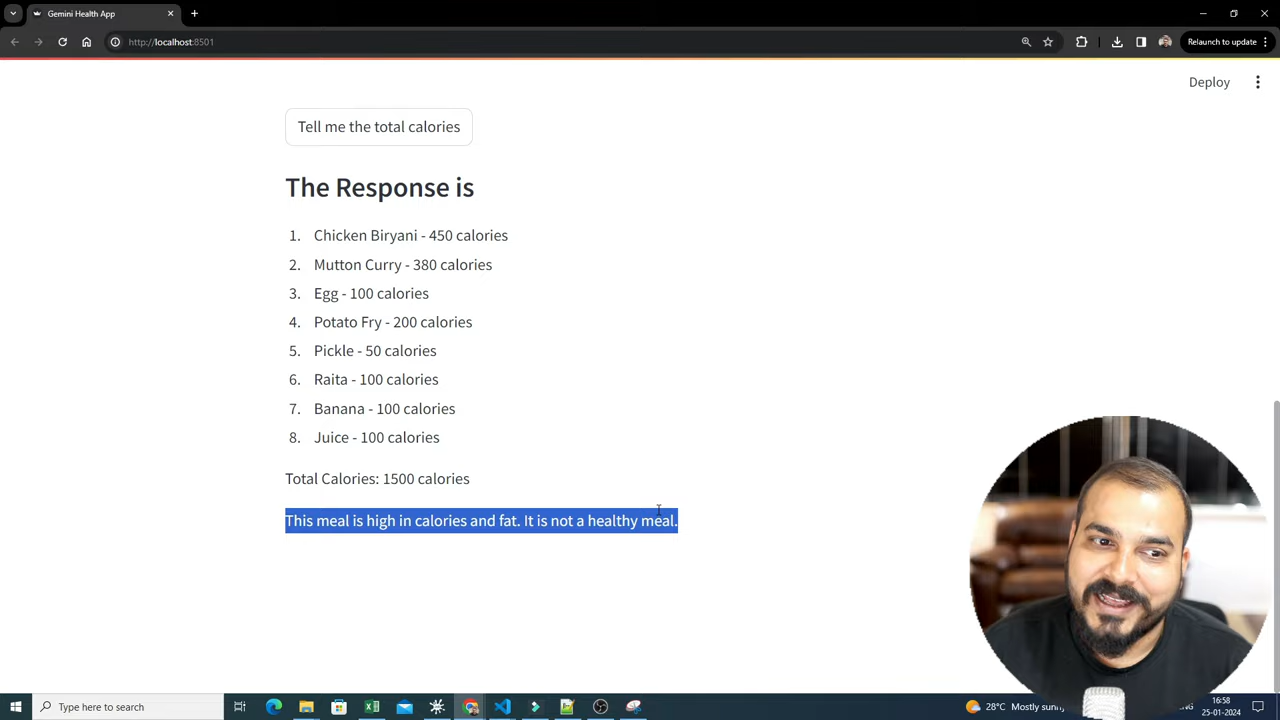 Gemini Health App
http://localhost:8501
Relaunch to update
Deploy
Tell me the total calories
The Response is
1. Chicken Biryani - 450 calories
2. Mutton Curry - 380 calories
3. Egg - 100 calories
4. Potato Fry - 200 calories
5. Pickle - 50 calories
6. Raita - 100 calories
7. Banana - 100 calories
8. Juice - 100 calories
Total Calories: 1500 calories
This meal is high in calories and fat. It is not a healthy meal.
Type here to search
28°C Mostly sunny
16:58
25-01-2024